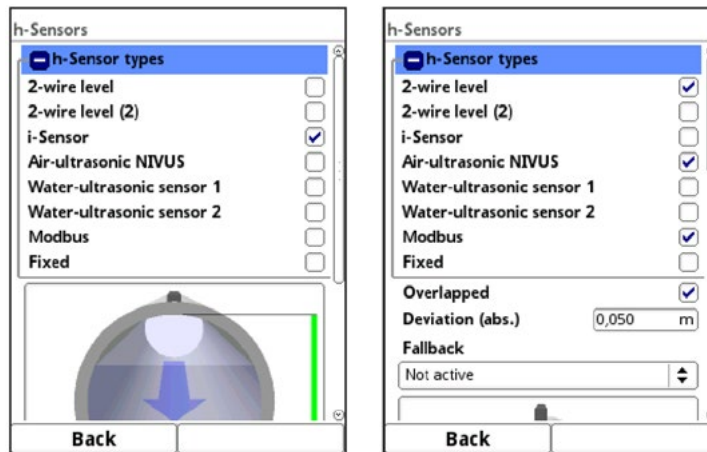 h-Sensors
h-Sensor types
2-wire level
2-wire level (2)
i-Sensor
Air-ultrasonic NIVUS
Water-ultrasonic sensor 1
Water-ultrasonic sensor 2
Modbus
Fixed
Back
h-Sensors
h-Sensor types
2-wire level
2-wire level (2)
i-Sensor
Air-ultrasonic NIVUS
Water-ultrasonic sensor 1
Water-ultrasonic sensor 2
Modbus
Fixed
Overlapped
Deviation (abs.) 0,050 m
Fallback
Not active
Back